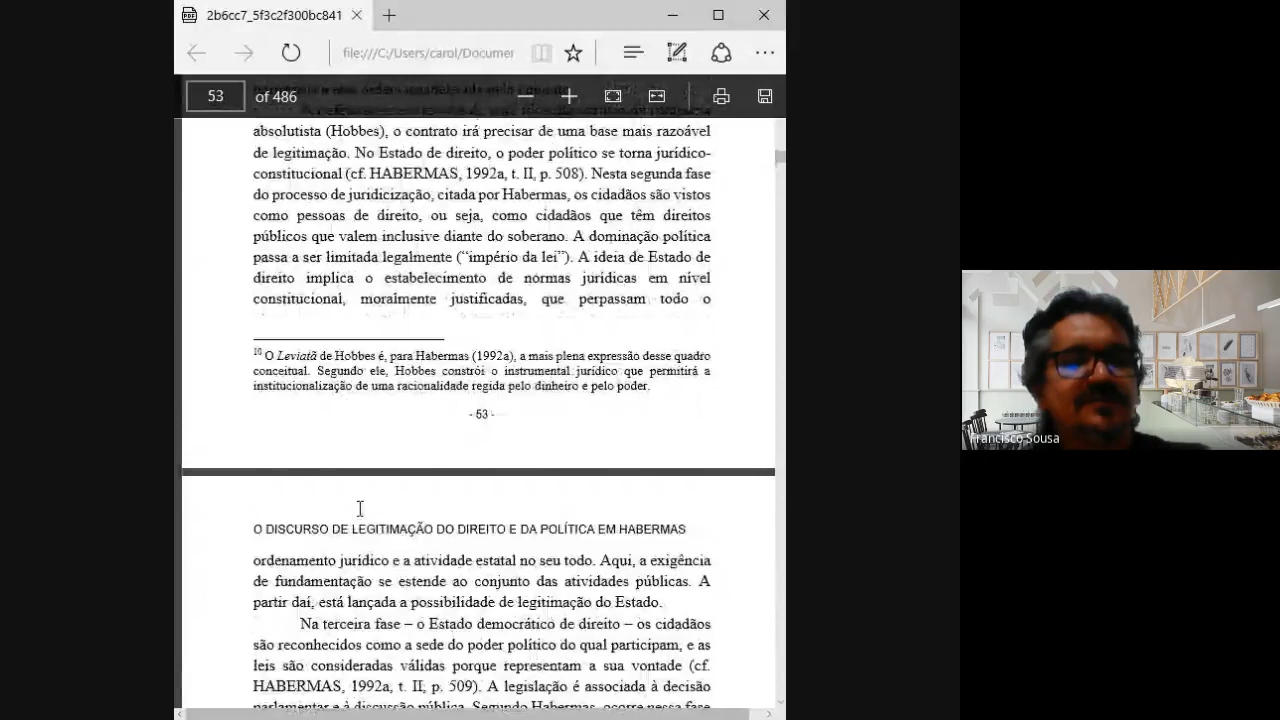 2b6cc7_5f3c2f300bc841
file:///C:/Users/carol/Documer
53 of 486
absolutista (Hobbes), o contrato irá precisar de uma base mais razoável
de legitimação. No Estado de direito, o poder político se torna jurídico-
constitucional (cf. HABERMAS, 1992a, t. II, p. 508). Nesta segunda fase
do processo de juridicização, citada por Habermas, os cidadãos são vistos
como pessoas de direito, ou seja, como cidadãos que têm direitos
públicos que valem inclusive diante do soberano. A dominação política
passa a ser limitada legalmente (“império da lei”). A ideia de Estado de
direito implica o estabelecimento de normas jurídicas em nível
constitucional, moralmente justificadas, que perpassam todo o
10 O Leviatã de Hobbes é, para Habermas (1992a), a mais plena expressão desse quadro
conceitual. Segundo ele, Hobbes constrói o instrumental jurídico que permitirá a
institucionalização de uma racionalidade regida pelo dinheiro e pelo poder.
- 53 -
O DISCURSO DE LEGITIMAÇÃO DO DIREITO E DA POLÍTICA EM HABERMAS
ordenamento jurídico e a atividade estatal no seu todo. Aqui, a exigência
de fundamentação se estende ao conjunto das atividades públicas. A
partir daí, está lançada a possibilidade de legitimação do Estado.
Na terceira fase – o Estado democrático de direito – os cidadãos
são reconhecidos como a sede do poder político do qual participam, e as
leis são consideradas válidas porque representam a sua vontade (cf.
HABERMAS, 1992a, t. II, p. 509). A legislação é associada à decisão
parlamentar e à discussão pública. Segundo Habermas, ocorre nessa fase
Francisco Sousa